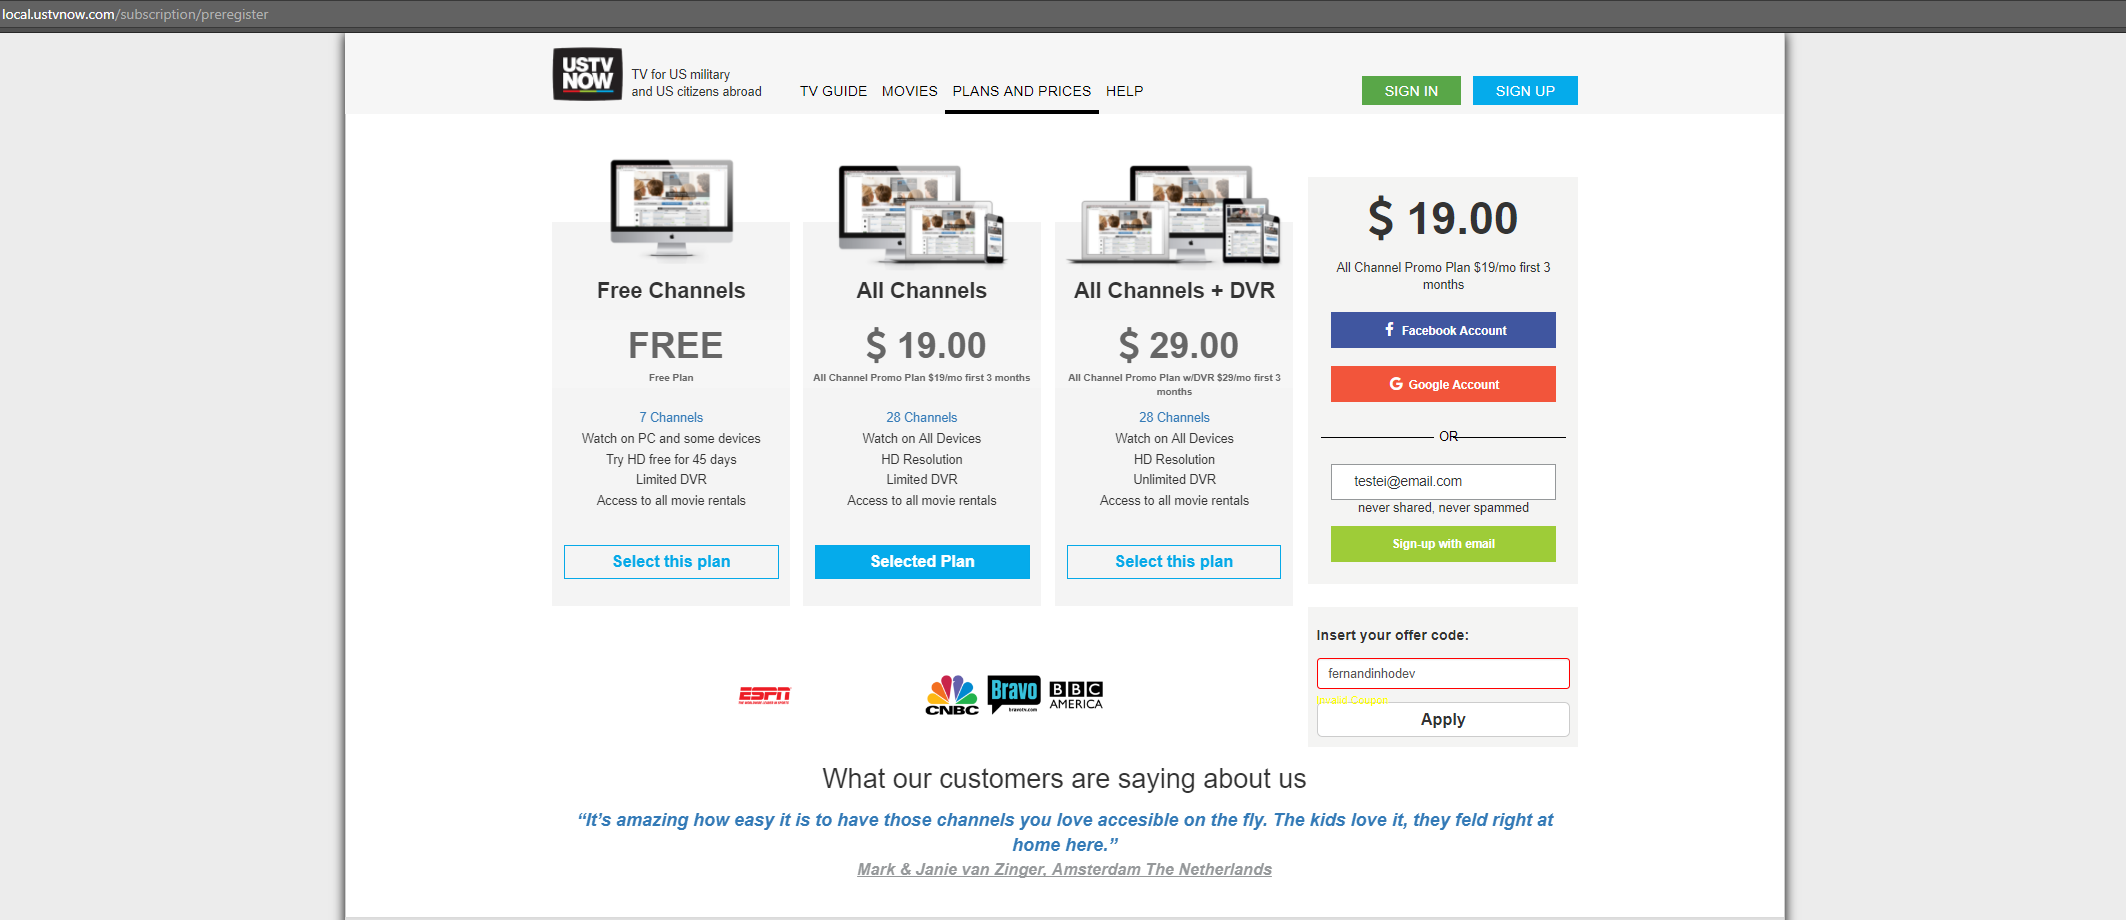 local.ustvnow.com/subscription/preregister
USTV
NOW
TV for US military
and US citizens abroad
TV GUIDE
MOVIES
PLANS AND PRICES
HELP
SIGN IN
SIGN UP
Free Channels
FREE
Free Plan
7 Channels
Watch on PC and some devices
Try HD free for 45 days
Limited DVR
Access to all movie rentals
Select this plan
All Channels
$ 19.00
All Channel Promo Plan $19/mo first 3 months
28 Channels
Watch on All Devices
HD Resolution
Limited DVR
Access to all movie rentals
Selected Plan
All Channels + DVR
$ 29.00
All Channel Promo Plan w/DVR $29/mo first 3
months
28 Channels
Watch on All Devices
HD Resolution
Unlimited DVR
Access to all movie rentals
Select this plan
$ 19.00
All Channel Promo Plan $19/mo first 3
months
Facebook Account
Google Account
OR
testei@email.com
never shared, never spammed
Sign-up with email
Insert your offer code:
fernandinhodev
Invalid Coupon
Apply
ESPN
THE WORLDWIDE LEADER IN SPORTS
CNBC
Bravo
bravotv.com
BBC
AMERICA
What our customers are saying about us
“It’s amazing how easy it is to have those channels you love accesible on the fly. The kids love it, they feld right at
home here.”
Mark & Janie van Zinger, Amsterdam The Netherlands